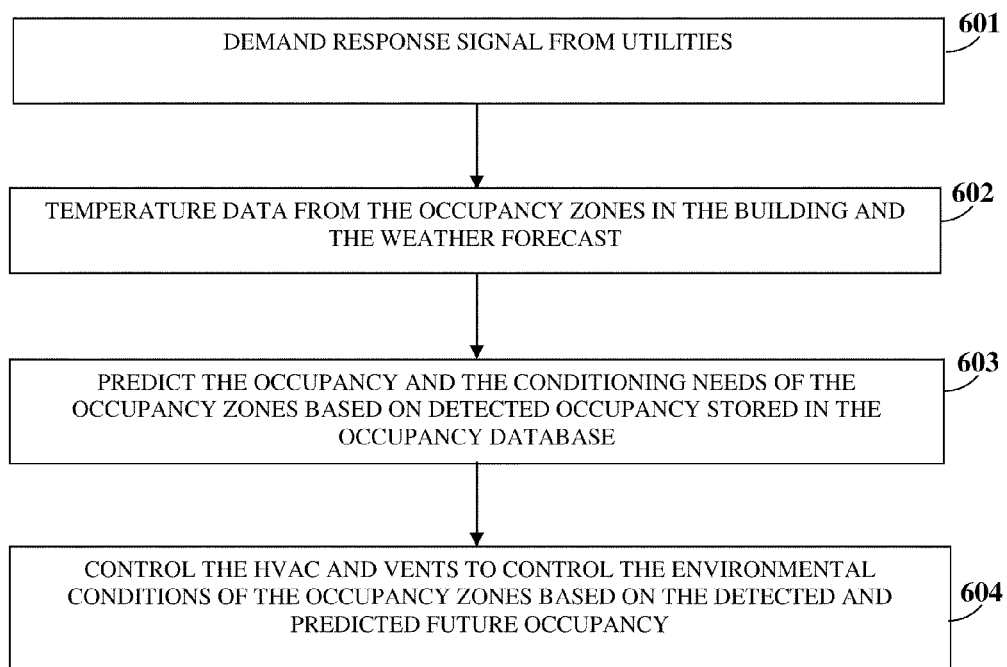 DEMAND RESPONSE SIGNAL FROM UTILITIES
601
TEMPERATURE DATA FROM THE OCCUPANCY ZONES IN THE BUILDING AND
THE WEATHER FORECAST
602
PREDICT THE OCCUPANCY AND THE CONDITIONING NEEDS OF THE
OCCUPANCY ZONES BASED ON DETECTED OCCUPANCY STORED IN THE
OCCUPANCY DATABASE
603
CONTROL THE HVAC AND VENTS TO CONTROL THE ENVIRONMENTAL
CONDITIONS OF THE OCCUPANCY ZONES BASED ON THE DETECTED AND
PREDICTED FUTURE OCCUPANCY
604